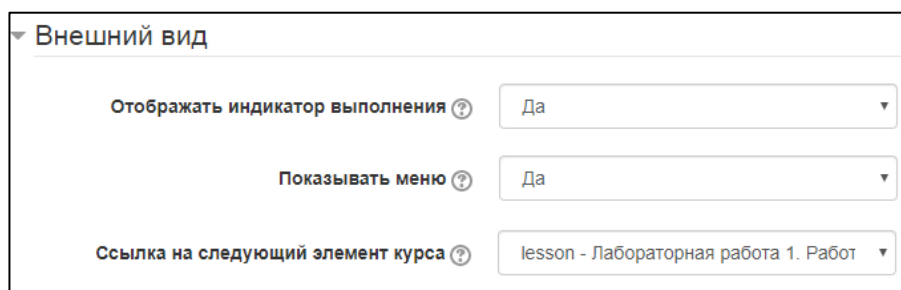 Внешний вид
Отображать индикатор выполнения Да
Показывать меню Да
Ссылка на следующий элемент курса lesson - Лабораторная работа 1. Работ